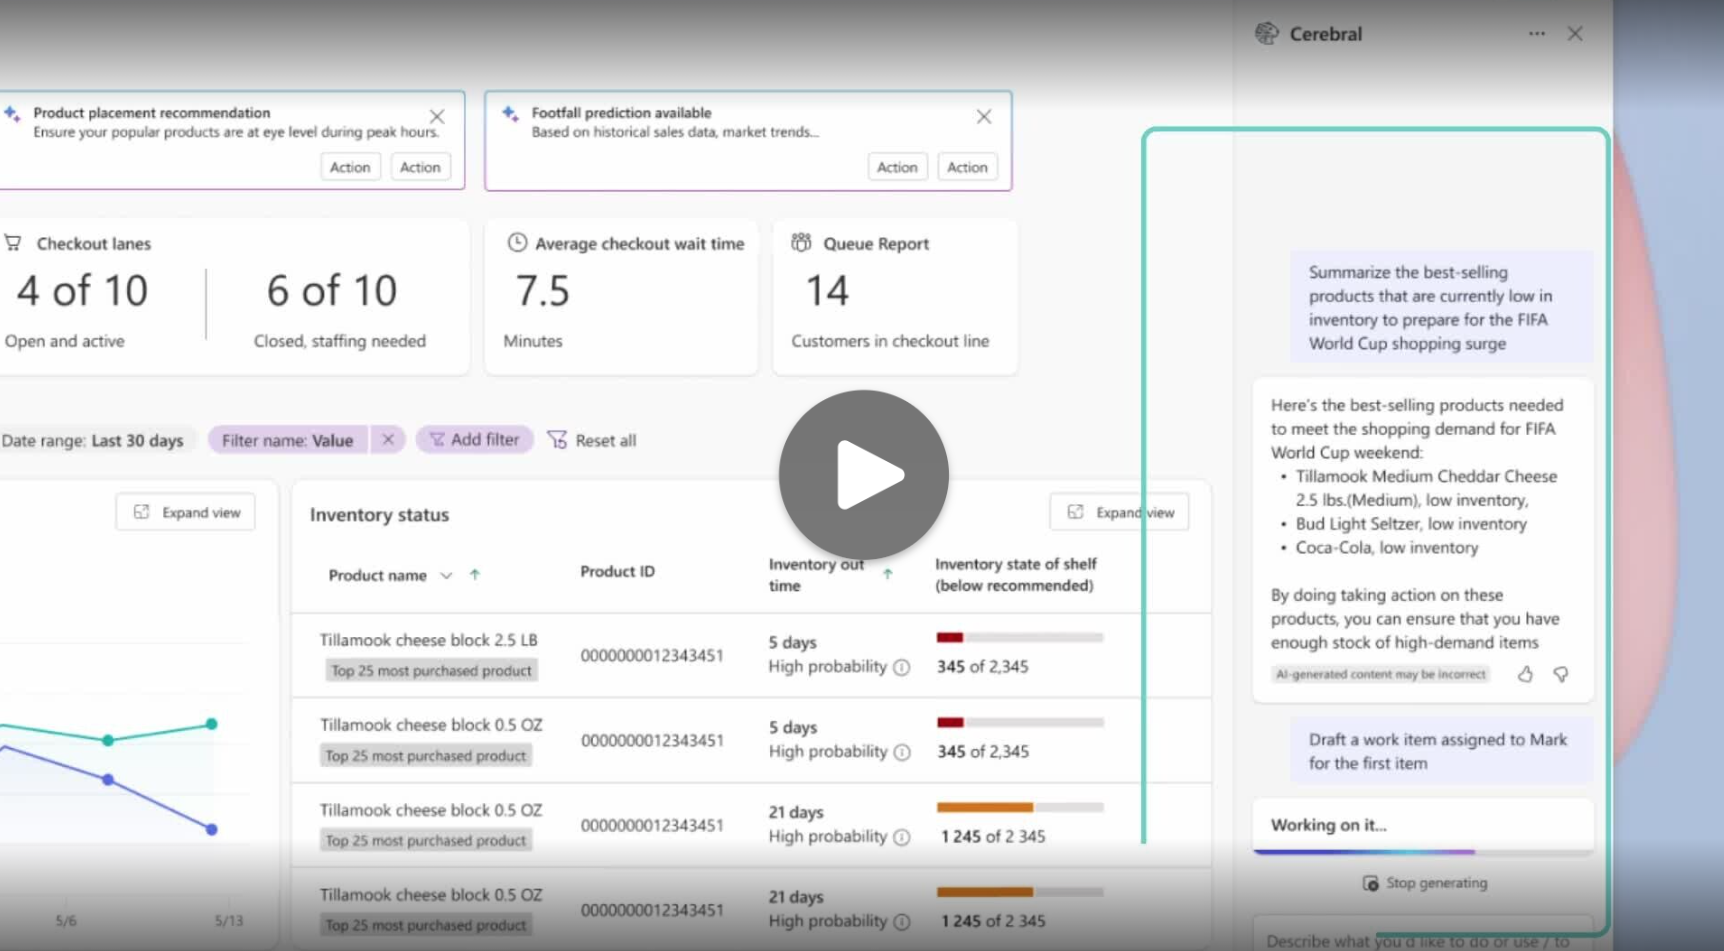 Cerebral
Product placement recommendation
Ensure your popular products are at eye level during peak hours.
Action
Action
Footfall prediction available
Based on historical sales data, market trends...
Action
Action
Checkout lanes
4 of 10
Open and active
6 of 10
Closed, staffing needed
Average checkout wait time
7.5
Minutes
Queue Report
14
Customers in checkout line
Date range: Last 30 days
Filter name: Value
Add filter
Reset all
Expand view
5/6
5/13
Inventory status
Expand view
Product name
Product ID
Inventory out
time
Inventory state of shelf
(below recommended)
Tillamook cheese block 2.5 LB
Top 25 most purchased product
0000000012343451
5 days
High probability
345 of 2,345
Tillamook cheese block 0.5 OZ
Top 25 most purchased product
0000000012343451
5 days
High probability
345 of 2,345
Tillamook cheese block 0.5 OZ
Top 25 most purchased product
0000000012343451
21 days
High probability
1 245 of 2 345
Tillamook cheese block 0.5 OZ
Top 25 most purchased product
0000000012343451
21 days
High probability
1 245 of 2 345
Summarize the best-selling
products that are currently low in
inventory to prepare for the FIFA
World Cup shopping surge
Here's the best-selling products needed
to meet the shopping demand for FIFA
World Cup weekend:
• Tillamook Medium Cheddar Cheese
2.5 lbs.(Medium), low inventory,
• Bud Light Seltzer, low inventory
• Coca-Cola, low inventory
By doing taking action on these
products, you can ensure that you have
enough stock of high-demand items
AI-generated content may be incorrect
Draft a work item assigned to Mark
for the first item
Working on it...
Stop generating
Describe what you'd like to do or use / to